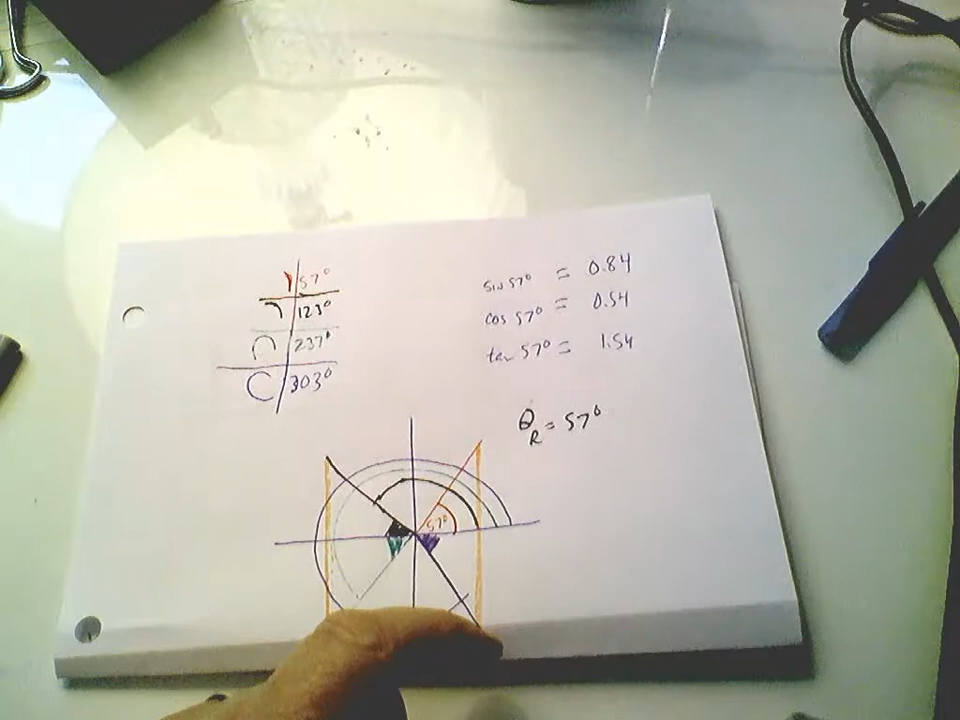 57°
123°
237°
303°
sin 57° = 0.84
cos 57° = 0.54
tan 57° = 1.54
θR = 57°
57°